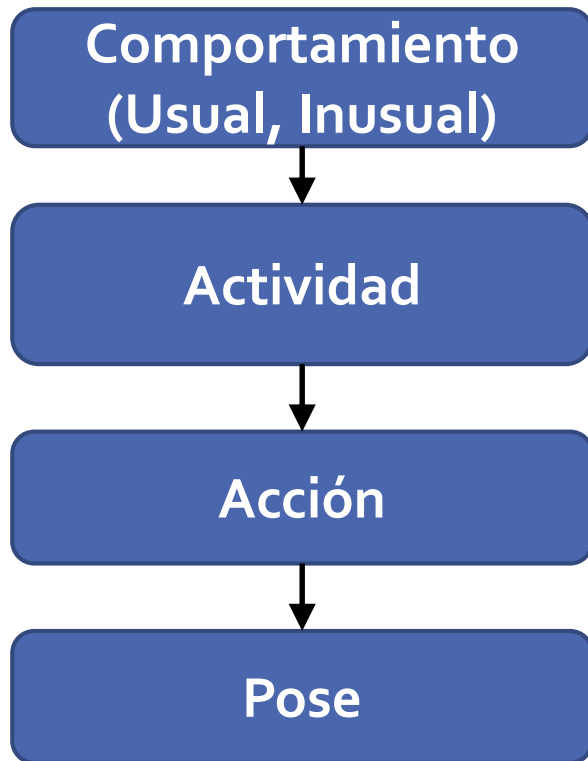 Comportamiento
(Usual, Inusual)
Actividad
Acción
Pose